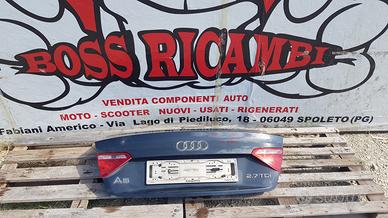 BOSS RICAMBI
VENDITA COMPONENTI AUTO
MOTO - SCOOTER NUOVI - USATI - RIGENERATI
Fabiani Americo - Via Lago di Piediluco, 18 - 06049 SPOLETO(PG)
A5
2.7 TDI